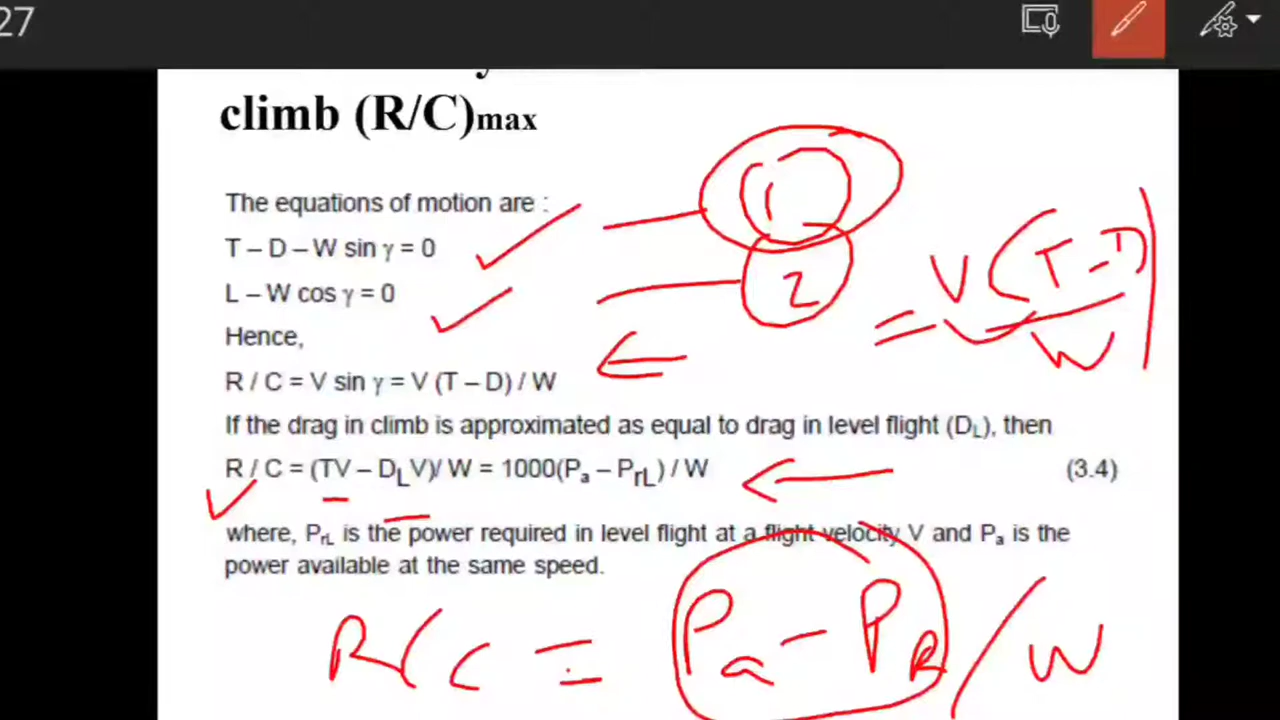 27
climb (R/C)max
The equations of motion are :
1
T – D – W sin γ = 0
L – W cos γ = 0
2
= V(T-D)
W
Hence,
R / C = V sin γ = V (T – D) / W
If the drag in climb is approximated as equal to drag in level flight (DL), then
R / C = (TV – DLV)/ W = 1000(Pa – PrL) / W (3.4)
where, PrL is the power required in level flight at a flight velocity V and Pa is the
power available at the same speed.
R/C = Pa - PR / W